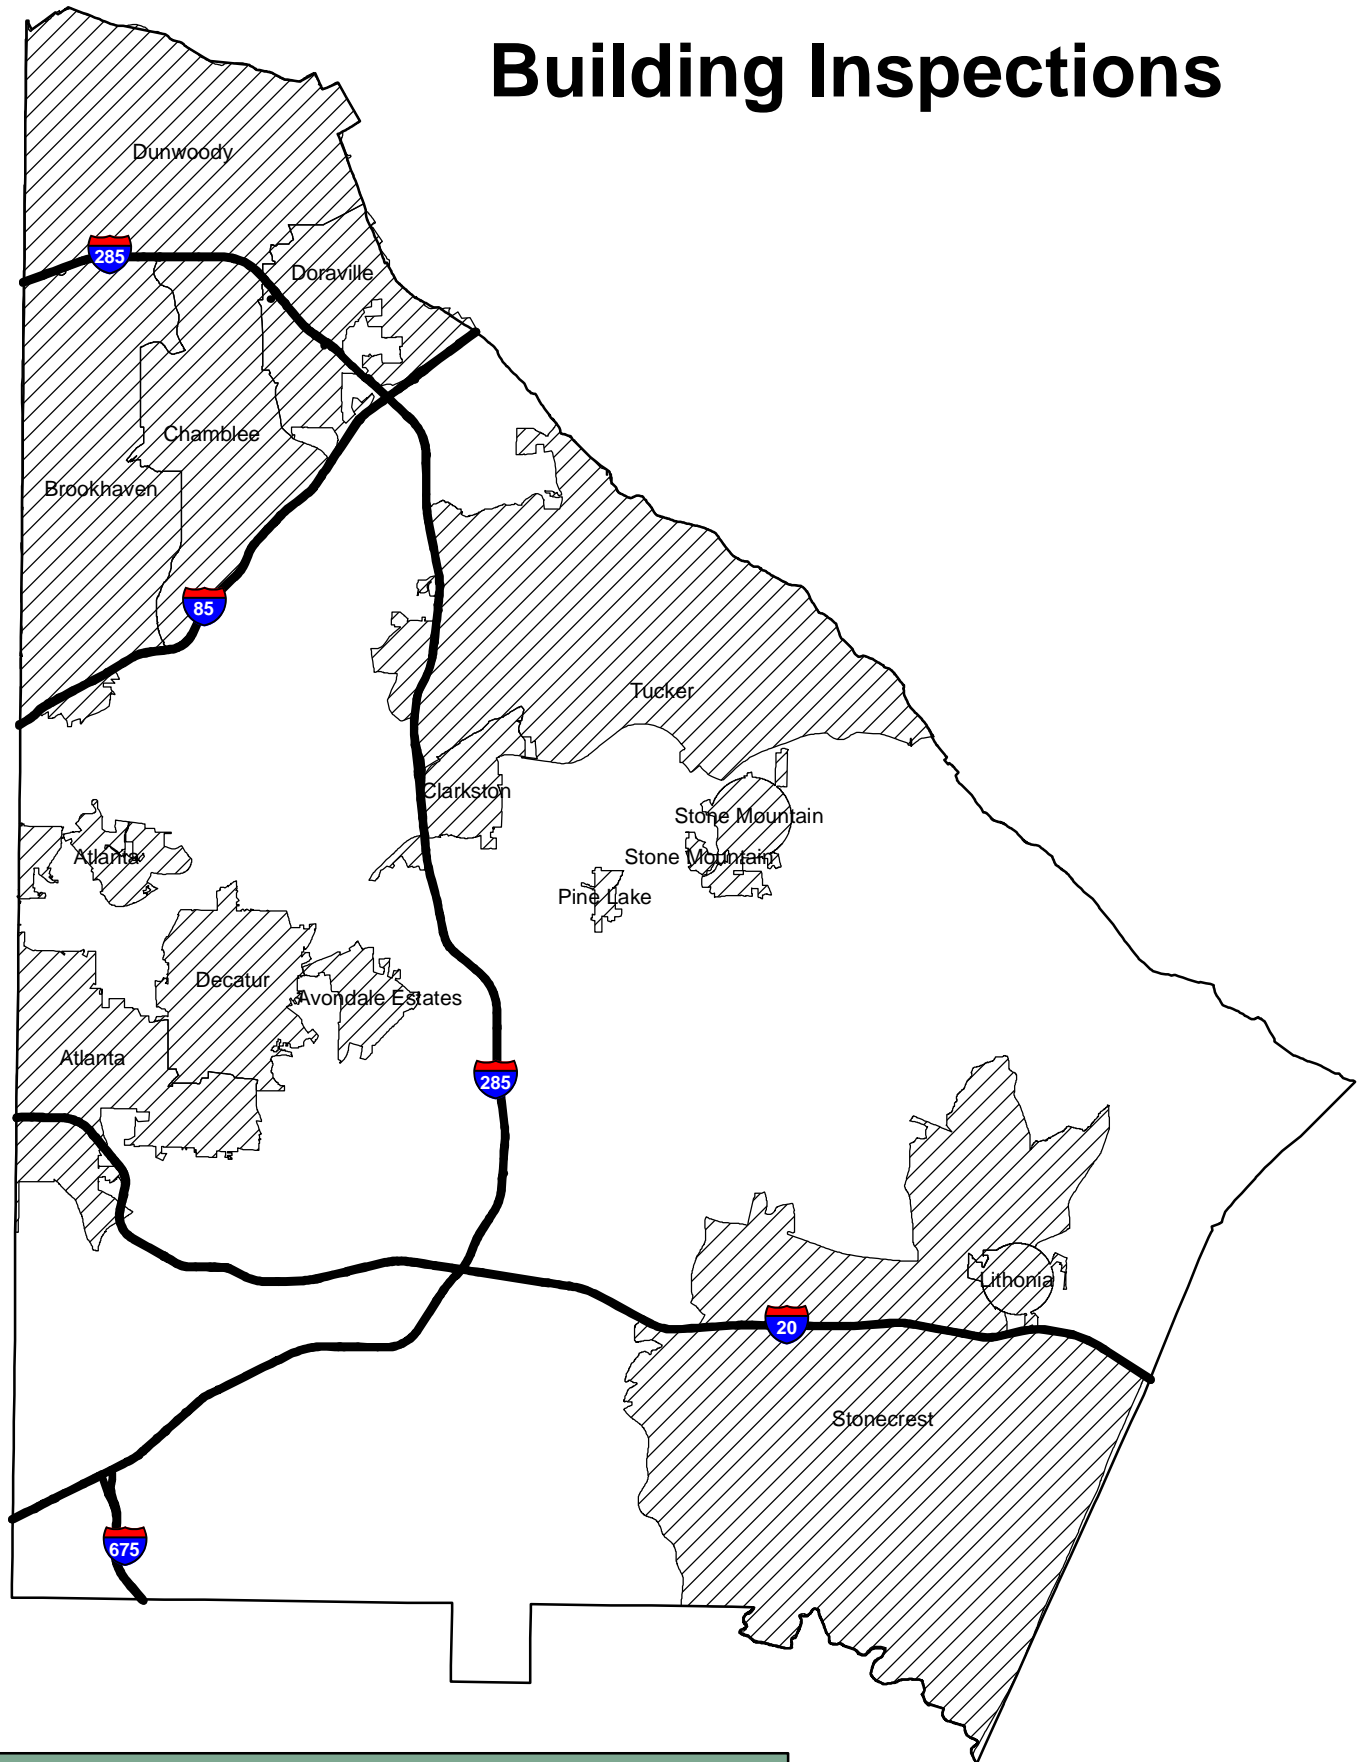 Building Inspections
Dunwoody
285
Doraville
Chamblee
Brookhaven
85
Tucker
Clarkston
Stone Mountain
Atlanta
Stone Mountain
Pine Lake
Decatur
Avondale Estates
Atlanta
285
Lithonia
20
Stonecrest
675